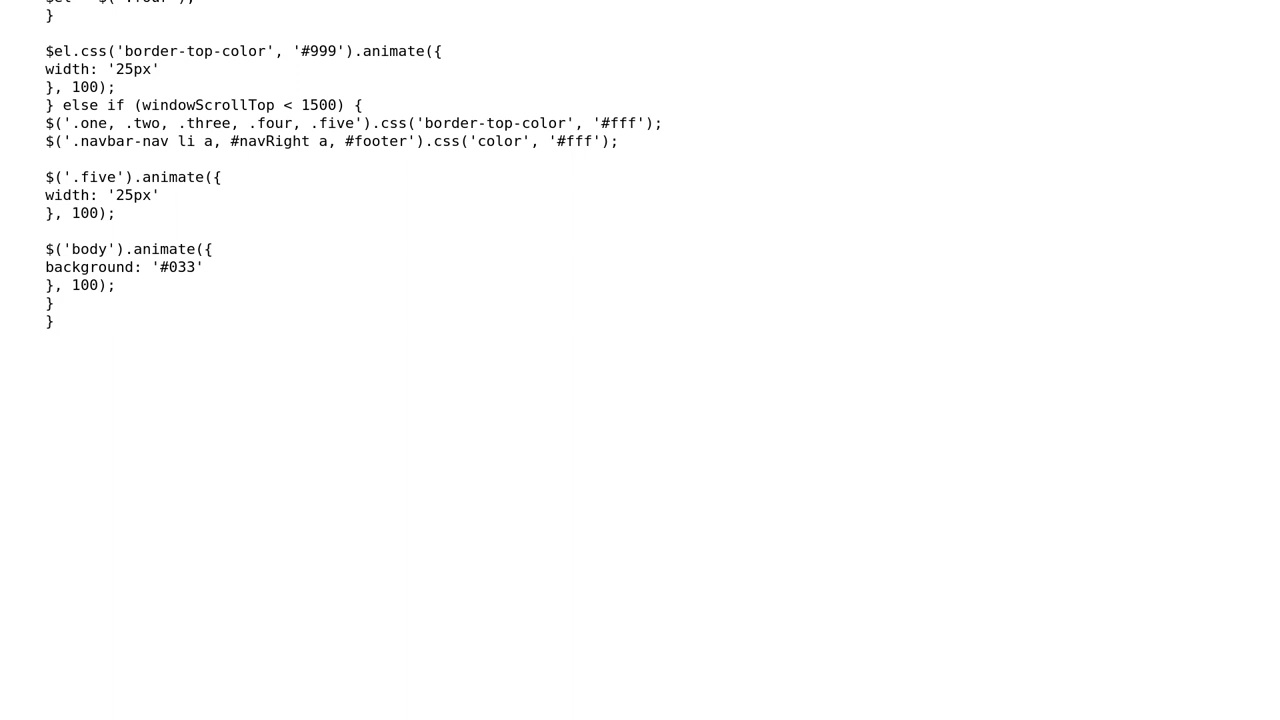 $el = $('.four');
}

$el.css('border-top-color', '#999').animate({
width: '25px'
}, 100);
} else if (windowScrollTop < 1500) {
$('.one, .two, .three, .four, .five').css('border-top-color', '#fff');
$('.navbar-nav li a, #navRight a, #footer').css('color', '#fff');

$('.five').animate({
width: '25px'
}, 100);

$('body').animate({
background: '#033'
}, 100);
}
}